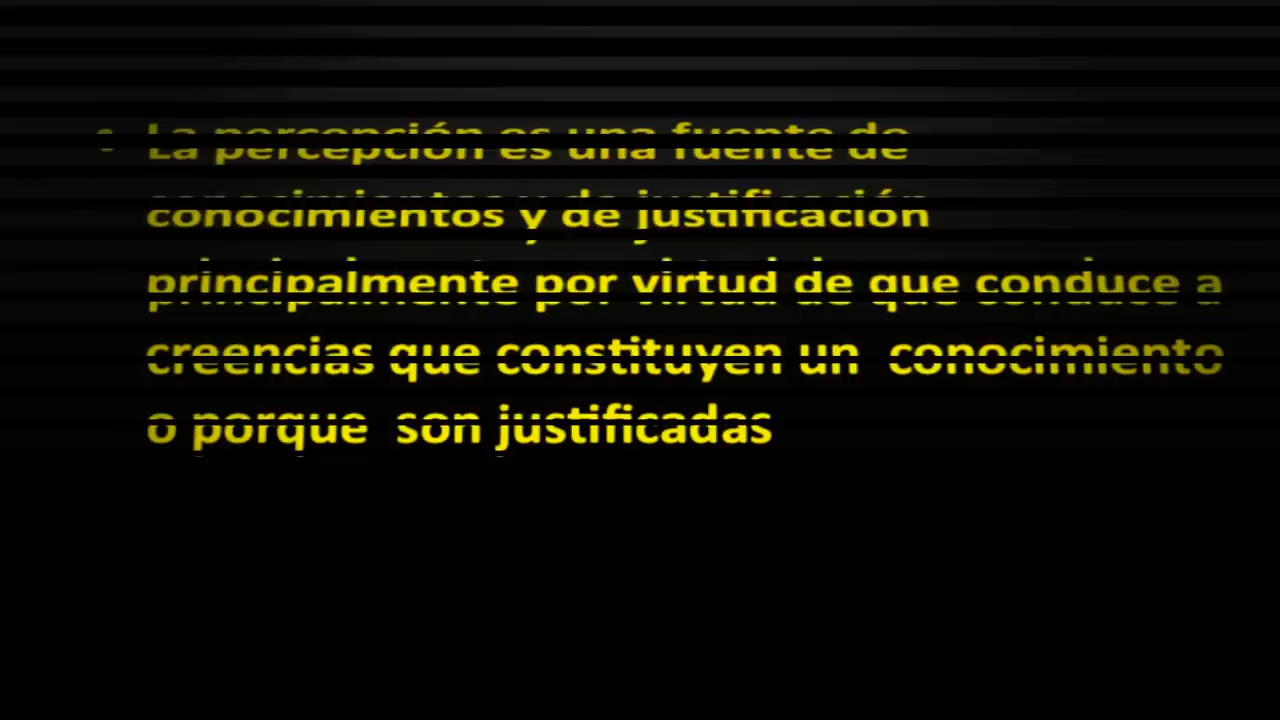 • La percepción es una fuente de
conocimientos y de justificación
principalmente por virtud de que conduce a
creencias que constituyen un conocimiento
o porque son justificadas